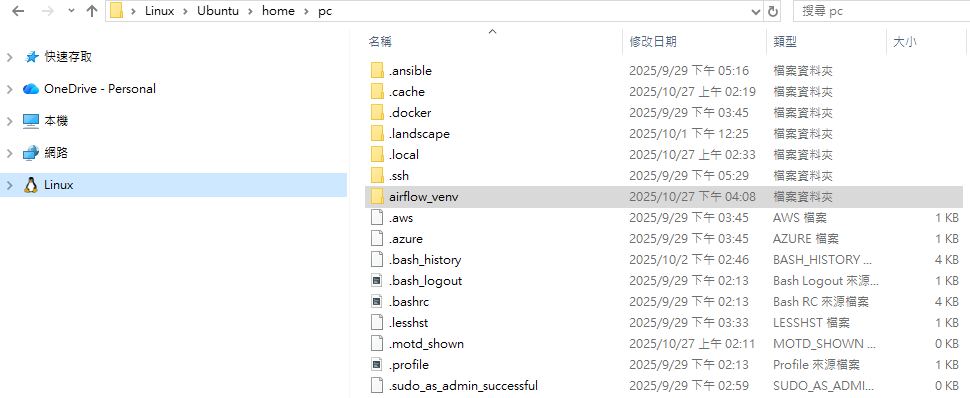 Linux › Ubuntu › home › pc
搜尋 pc
快速存取
OneDrive - Personal
本機
網路
Linux
名稱 修改日期 類型 大小
.ansible 2025/9/29 下午 05:16 檔案資料夾
.cache 2025/10/27 上午 02:19 檔案資料夾
.docker 2025/9/29 下午 03:45 檔案資料夾
.landscape 2025/10/1 下午 12:25 檔案資料夾
.local 2025/10/27 上午 02:33 檔案資料夾
.ssh 2025/9/29 下午 05:29 檔案資料夾
airflow_venv 2025/10/27 下午 04:08 檔案資料夾
.aws 2025/9/29 下午 03:45 AWS 檔案 1 KB
.azure 2025/9/29 下午 03:45 AZURE 檔案 1 KB
.bash_history 2025/10/2 下午 02:46 BASH_HISTORY ... 4 KB
.bash_logout 2025/9/29 下午 02:13 Bash Logout 來源... 1 KB
.bashrc 2025/9/29 下午 02:13 Bash RC 來源檔案 4 KB
.lesshst 2025/9/29 下午 03:33 LESSHST 檔案 1 KB
.motd_shown 2025/10/27 上午 02:11 MOTD_SHOWN ... 0 KB
.profile 2025/9/29 下午 02:13 Profile 來源檔案 1 KB
.sudo_as_admin_successful 2025/9/29 下午 02:59 SUDO_AS_ADMI... 0 KB